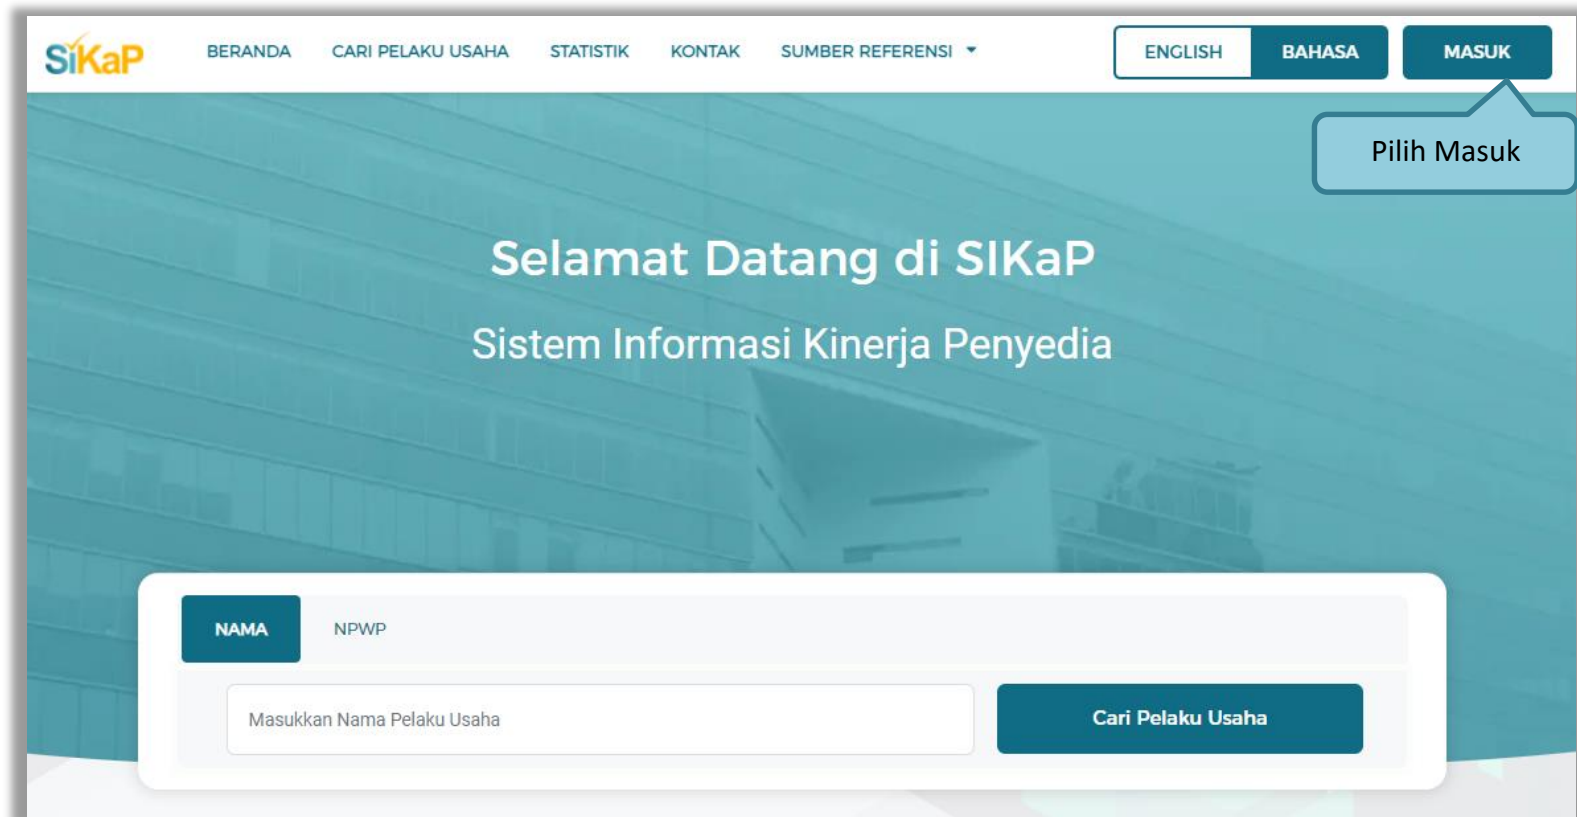 SiKaP BERANDA CARI PELAKU USAHA STATISTIK KONTAK SUMBER REFERENSI ENGLISH BAHASA MASUK
Pilih Masuk
Selamat Datang di SIKaP
Sistem Informasi Kinerja Penyedia
NAMA NPWP
Masukkan Nama Pelaku Usaha Cari Pelaku Usaha